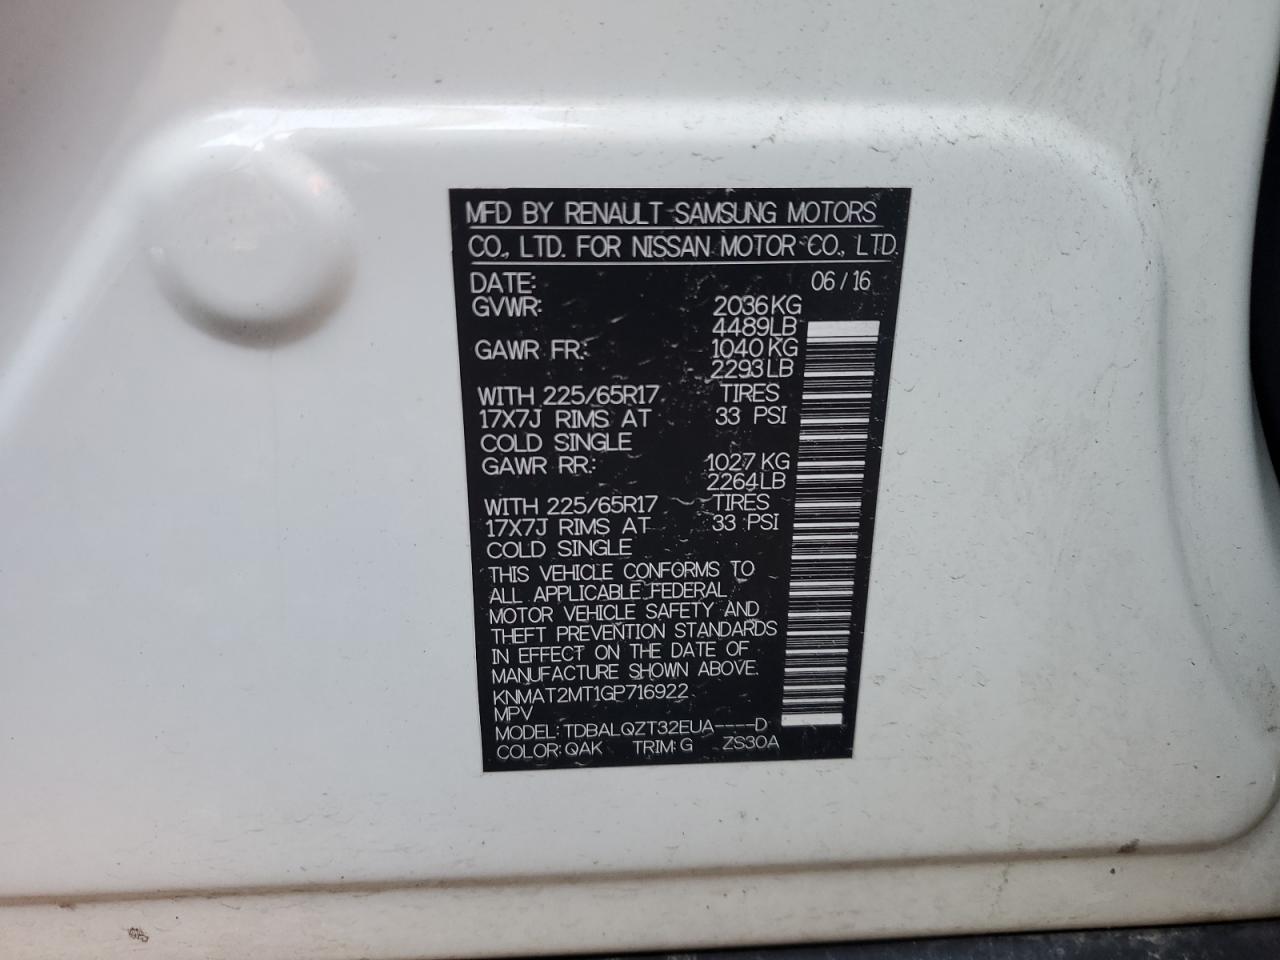 MFD BY RENAULT SAMSUNG MOTORS
CO., LTD. FOR NISSAN MOTOR CO., LTD.
DATE: 06/16
GVWR: 2036KG
4489LB
GAWR FR: 1040KG
2293LB
WITH 225/65R17 TIRES
17X7J RIMS AT 33 PSI
COLD SINGLE
GAWR RR: 1027KG
2264LB
WITH 225/65R17 TIRES
17X7J RIMS AT 33 PSI
COLD SINGLE
THIS VEHICLE CONFORMS TO
ALL APPLICABLE FEDERAL
MOTOR VEHICLE SAFETY AND
THEFT PREVENTION STANDARDS
IN EFFECT ON THE DATE OF
MANUFACTURE SHOWN ABOVE.
KNMAT2MT1GP716922
MPV
MODEL: TDBALQZT32EUA----D
COLOR: QAK TRIM: G ZS30A